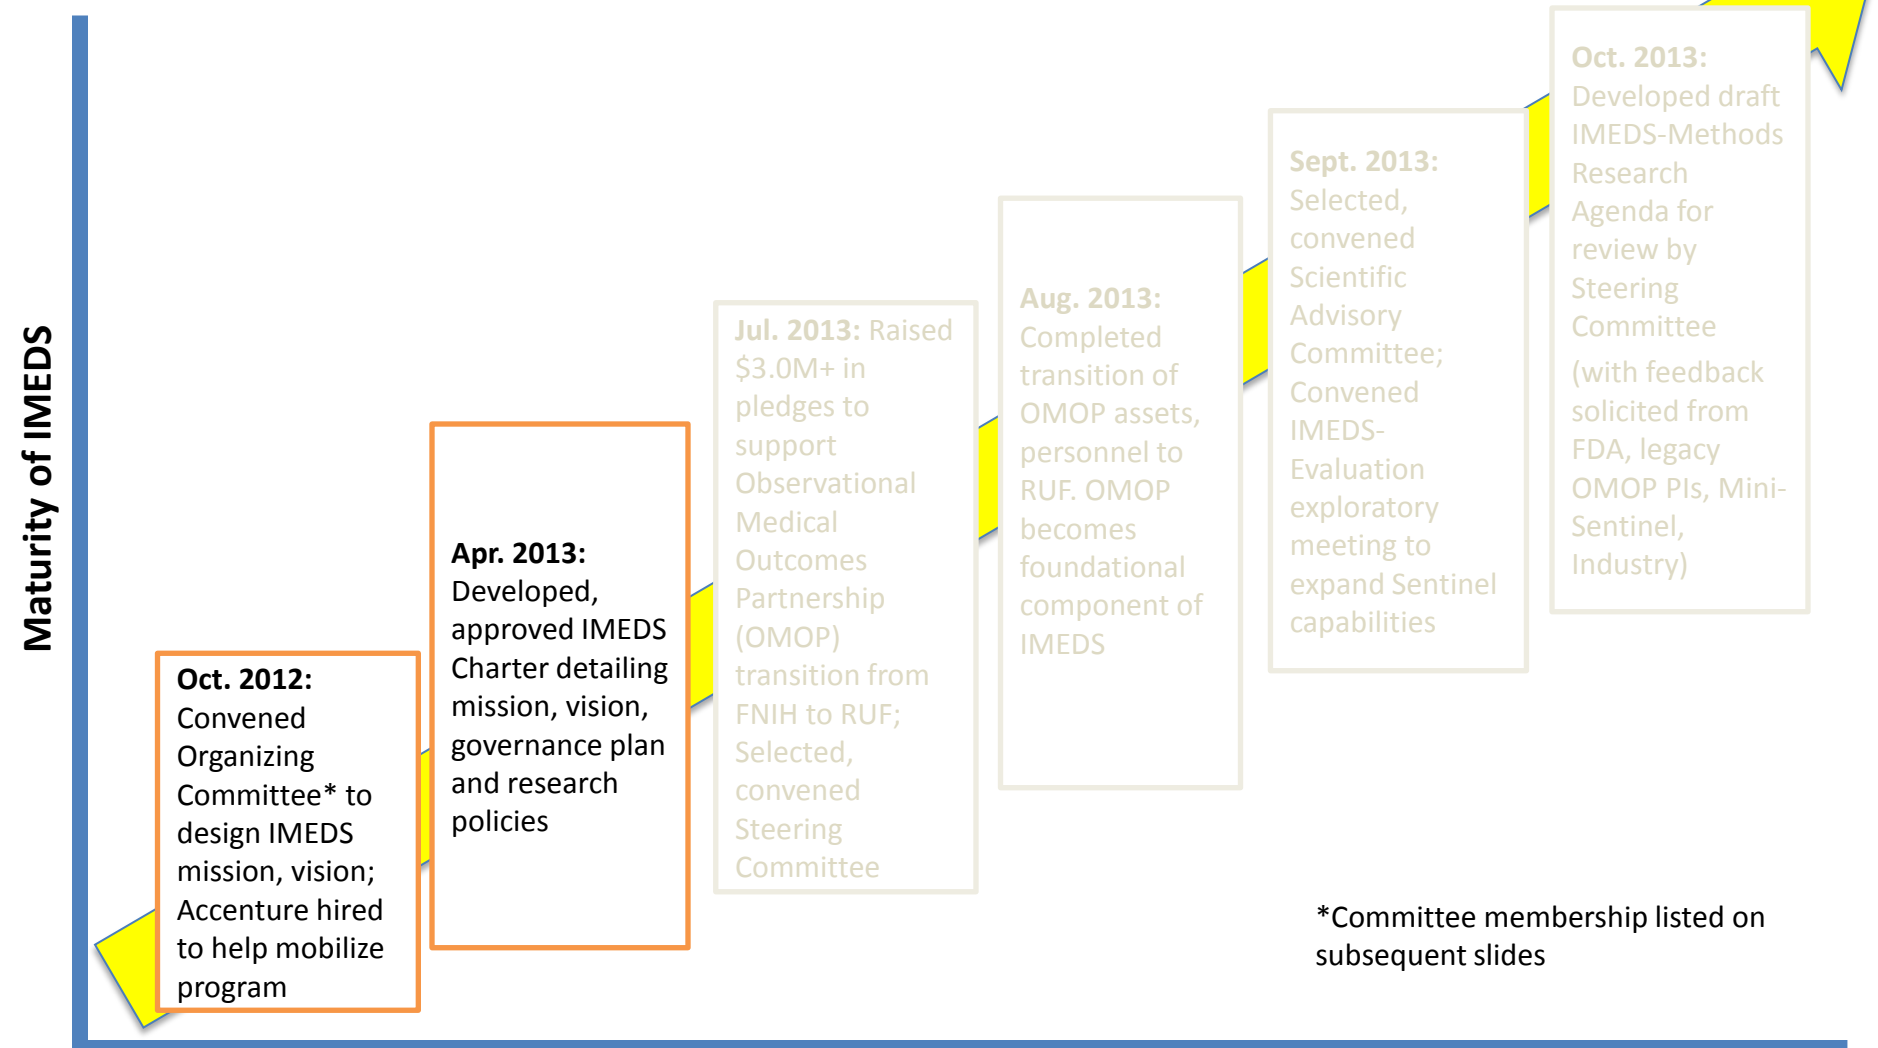 Maturity of IMEDS
Oct. 2012:
Convened
Organizing
Committee* to
design IMEDS
mission, vision;
Accenture hired
to help mobilize
program
Apr. 2013:
Developed,
approved IMEDS
Charter detailing
mission, vision,
governance plan
and research
policies
Jul. 2013: Raised
$3.0M+ in
pledges to
support
Observational
Medical
Outcomes
Partnership
(OMOP)
transition from
FNIH to RUF;
Selected,
convened
Steering
Committee
Aug. 2013:
Completed
transition of
OMOP assets,
personnel to
RUF. OMOP
becomes
foundational
component of
IMEDS
Sept. 2013:
Selected,
convened
Scientific
Advisory
Committee;
Convened
IMEDS-
Evaluation
exploratory
meeting to
expand Sentinel
capabilities
Oct. 2013:
Developed draft
IMEDS-Methods
Research
Agenda for
review by
Steering
Committee
(with feedback
solicited from
FDA, legacy
OMOP PIs, Mini-
Sentinel,
Industry)
*Committee membership listed on
subsequent slides